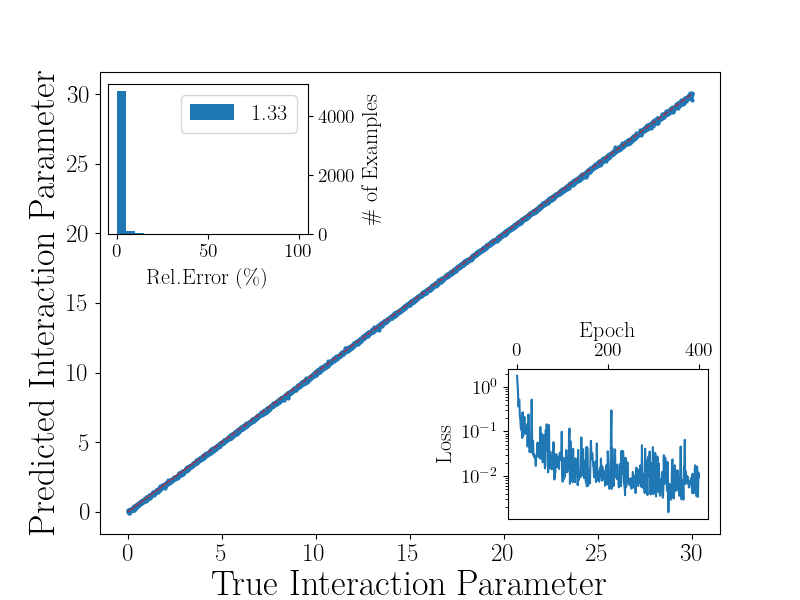 30
25
20
15
10
5
0
Predicted Interaction Parameter
0 5 10 15 20 25 30
True Interaction Parameter
1.33
4000
2000
0
# of Examples
0 50 100
Rel.Error (%)
Epoch
0 200 400
10⁰
10⁻¹
10⁻²
Loss